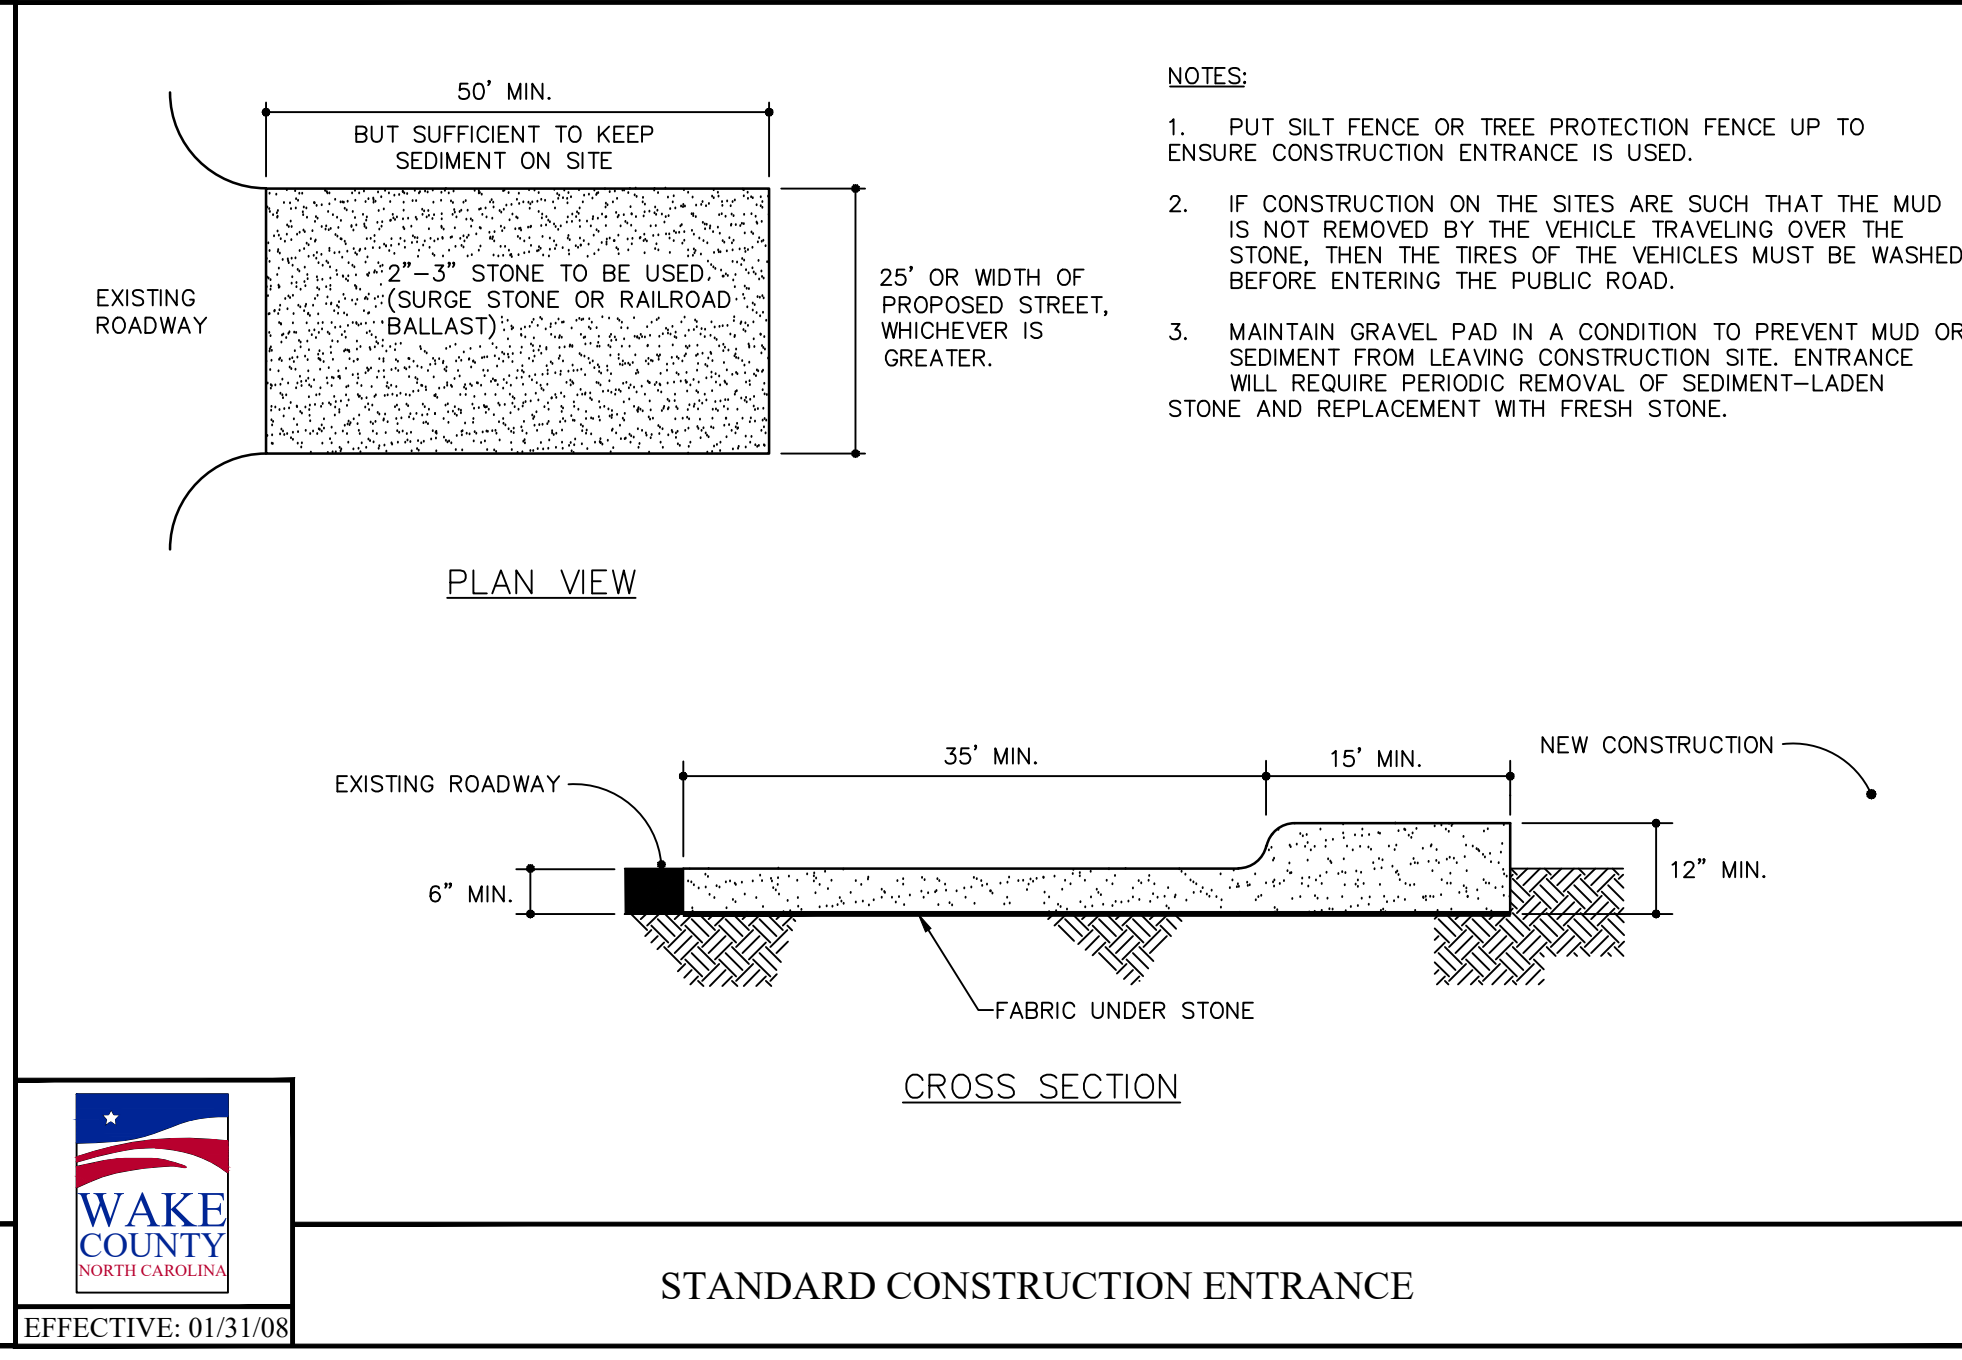 50' MIN.
BUT SUFFICIENT TO KEEP
SEDIMENT ON SITE
EXISTING
ROADWAY
2"-3" STONE TO BE USED.
(SURGE STONE OR RAILROAD
BALLAST)
25' OR WIDTH OF
PROPOSED STREET,
WHICHEVER IS
GREATER.
PLAN VIEW
NOTES:
1. PUT SILT FENCE OR TREE PROTECTION FENCE UP TO
ENSURE CONSTRUCTION ENTRANCE IS USED.
2. IF CONSTRUCTION ON THE SITES ARE SUCH THAT THE MUD
IS NOT REMOVED BY THE VEHICLE TRAVELING OVER THE
STONE, THEN THE TIRES OF THE VEHICLES MUST BE WASHED
BEFORE ENTERING THE PUBLIC ROAD.
3. MAINTAIN GRAVEL PAD IN A CONDITION TO PREVENT MUD OR
SEDIMENT FROM LEAVING CONSTRUCTION SITE. ENTRANCE
WILL REQUIRE PERIODIC REMOVAL OF SEDIMENT-LADEN
STONE AND REPLACEMENT WITH FRESH STONE.
EXISTING ROADWAY
35' MIN.
15' MIN.
NEW CONSTRUCTION
6" MIN.
12" MIN.
FABRIC UNDER STONE
CROSS SECTION
WAKE
COUNTY
NORTH CAROLINA
EFFECTIVE: 01/31/08
STANDARD CONSTRUCTION ENTRANCE